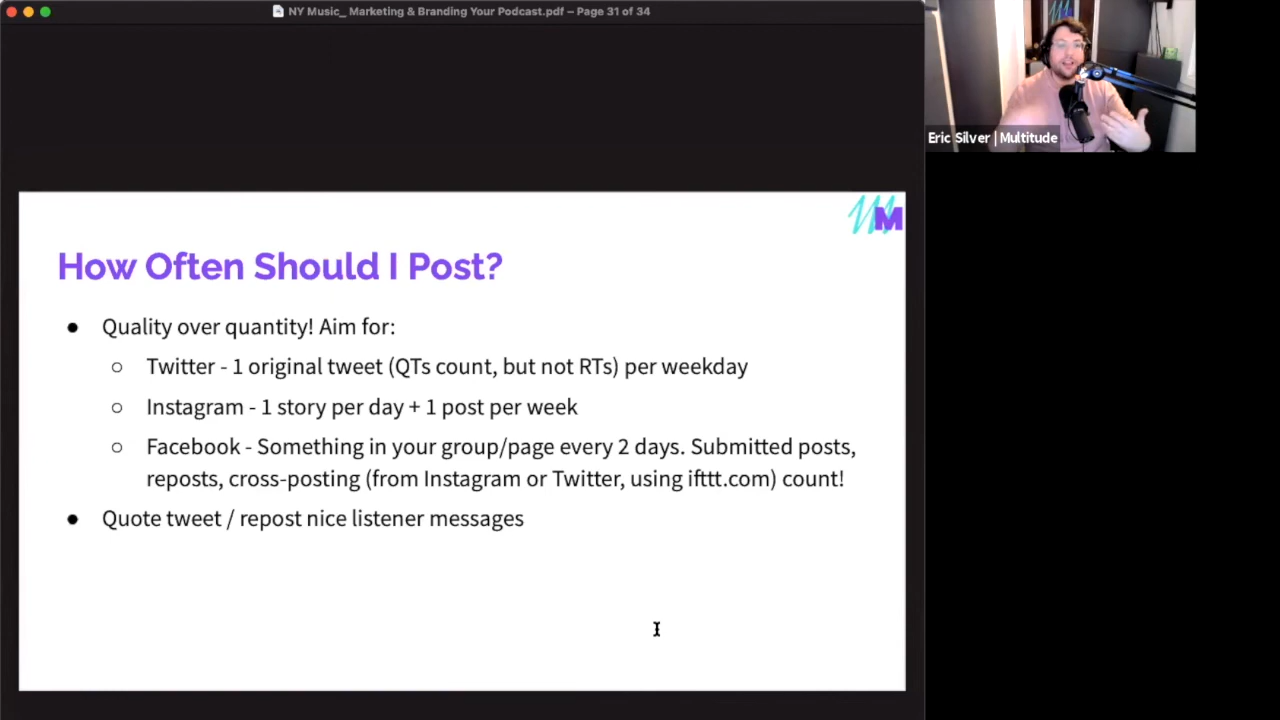 NY Music_ Marketing & Branding Your Podcast.pdf – Page 31 of 34
Eric Silver | Multitude
M
How Often Should I Post?
● Quality over quantity! Aim for:
○ Twitter - 1 original tweet (QTs count, but not RTs) per weekday
○ Instagram - 1 story per day + 1 post per week
○ Facebook - Something in your group/page every 2 days. Submitted posts,
reposts, cross-posting (from Instagram or Twitter, using ifttt.com) count!
● Quote tweet / repost nice listener messages